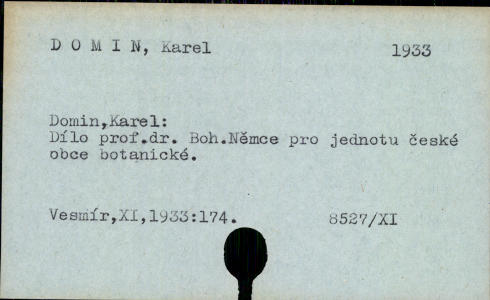 D O M I N, Karel 1933
Domin,Karel:
Dílo prof.dr. Boh.Němce pro jednotu české
obce botanické.
Vesmír,XI,1933:174. 8527/XI